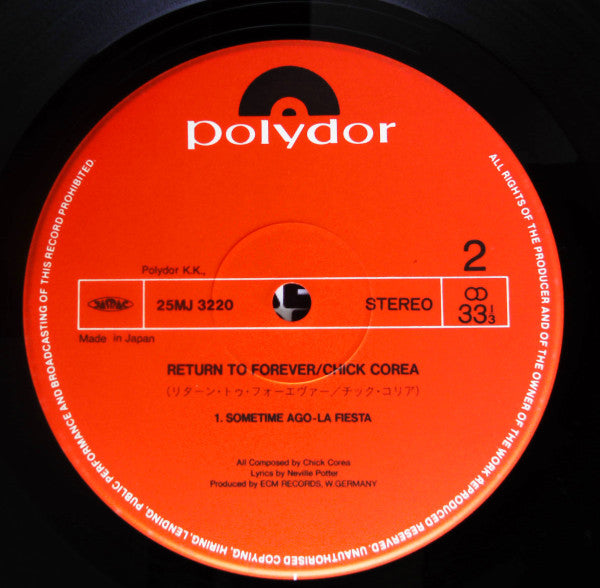 polydor
2
Polydor K.K.,
25MJ 3220
STEREO
33 1/3
Made in Japan
RETURN TO FOREVER/CHICK COREA
(リターン・トゥ・フォーエヴァー/チック・コリア)
1. SOMETIME AGO-LA FIESTA
All Composed by Chick Corea
Lyrics by Neville Potter
Produced by ECM RECORDS, W.GERMANY
ALL RIGHTS OF THE PRODUCER AND OF THE OWNER OF THE WORK REPRODUCED RESERVED. UNAUTHORISED COPYING, HIRING, LENDING, PUBLIC PERFORMANCE AND BROADCASTING OF THIS RECORD PROHIBITED.